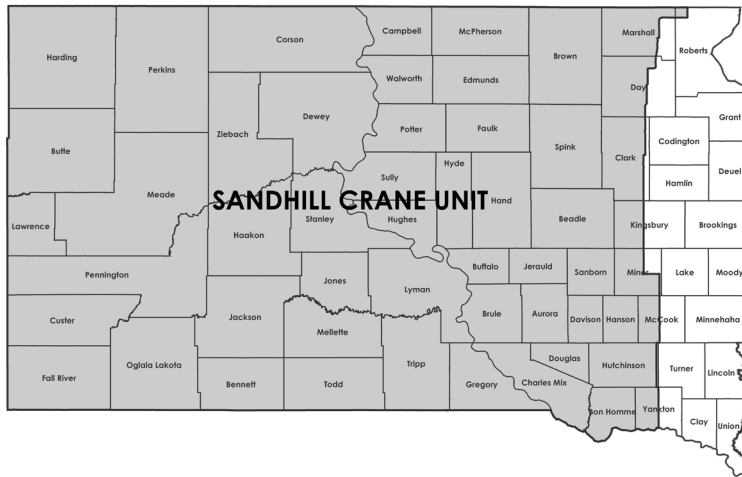 Campbell
McPherson
Marshall
Corson
Roberts
Harding
Brown
Perkins
Walworth
Edmunds
Day
Dewey
Grant
Potter
Faulk
Ziebach
Codington
Spink
Butte
Clark
Hyde
Deuel
Sully
Hamlin
Meade
SANDHILL CRANE UNIT
Hand
Stanley
Hughes
Beadle
Lawrence
Kingsbury
Brookings
Haakon
Buffalo
Jerauld
Sanborn
Miner
Lake
Moody
Pennington
Jones
Lyman
Brule
Aurora
Davison
Hanson
McCook
Minnehaha
Custer
Jackson
Mellette
Douglas
Tripp
Oglala Lakota
Hutchinson
Turner
Lincoln
Fall River
Bennett
Todd
Gregory
Charles Mix
Bon Homme
Yankton
Clay
Union